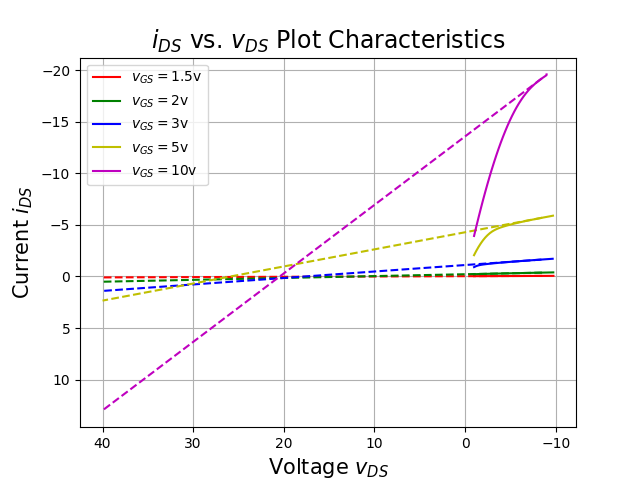 i_DS vs. v_DS Plot Characteristics
v_GS = 1.5v
v_GS = 2v
v_GS = 3v
v_GS = 5v
v_GS = 10v
Current i_DS
−20
−15
−10
−5
0
5
10
40 30 20 10 0 −10
Voltage v_DS